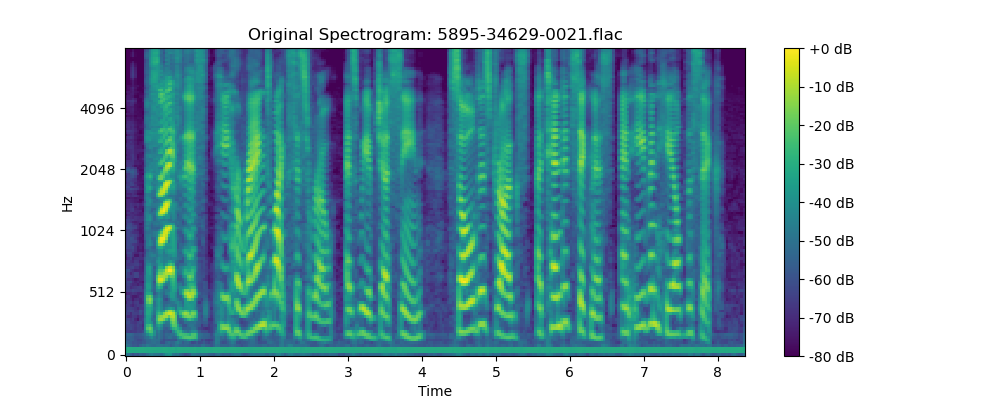 Original Spectrogram: 5895-34629-0021.flac
Hz
4096
2048
1024
512
0
0 1 2 3 4 5 6 7 8
Time
+0 dB
-10 dB
-20 dB
-30 dB
-40 dB
-50 dB
-60 dB
-70 dB
-80 dB